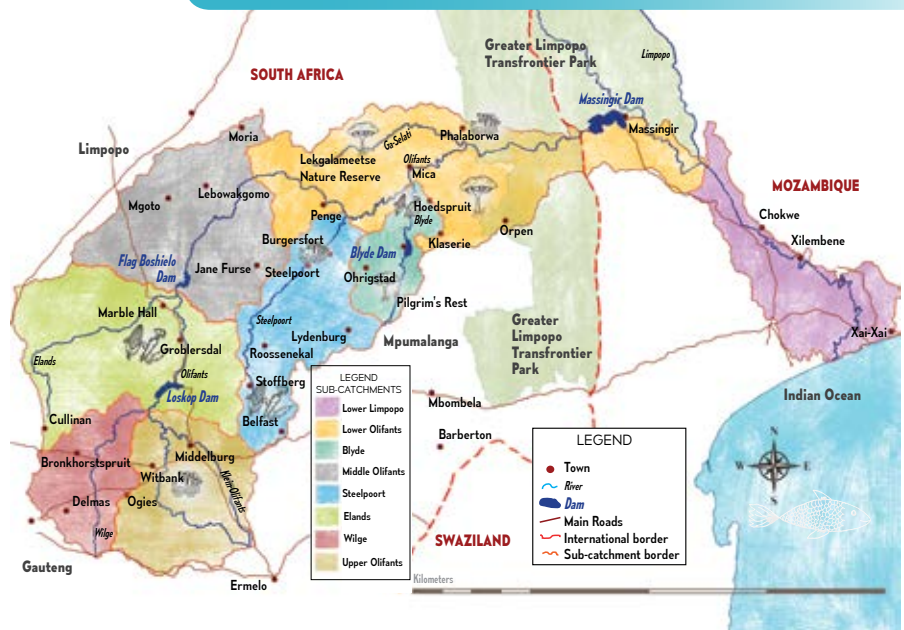 Greater Limpopo
Transfrontier Park
Limpopo
SOUTH AFRICA
Massingir Dam
Massingir
Moria
Ga-Selati
Phalaborwa
Limpopo
Lekgalameetse
Nature Reserve
Olifants
Mica
MOZAMBIQUE
Lebowakgomo
Mgoto
Hoedspruit
Penge
Blyde
Orpen
Chokwe
Burgersfort
Klaserie
Xilembene
Flag Boshielo
Dam
Jane Furse
Steelpoort
Blyde Dam
Ohrigstad
Marble Hall
Pilgrim's Rest
Steelpoort
Lydenburg
Mpumalanga
Greater
Limpopo
Transfrontier
Park
Xai-Xai
Groblersdal
Roossenekal
Elands
Olifants
Stoffberg
Loskop Dam
Indian Ocean
Cullinan
Belfast
Mbombela
Barberton
Bronkhorstspruit
Middelburg
Witbank
Klein-Olifants
Delmas
Ogies
Wilge
Gauteng
Ermelo
SWAZILAND
LEGEND
SUB-CATCHMENTS
Lower Limpopo
Lower Olifants
Blyde
Middle Olifants
Steelpoort
Elands
Wilge
Upper Olifants
LEGEND
Town
River
Dam
Main Roads
International border
Sub-catchment border
N
W
E
S
N
S
Kilometers